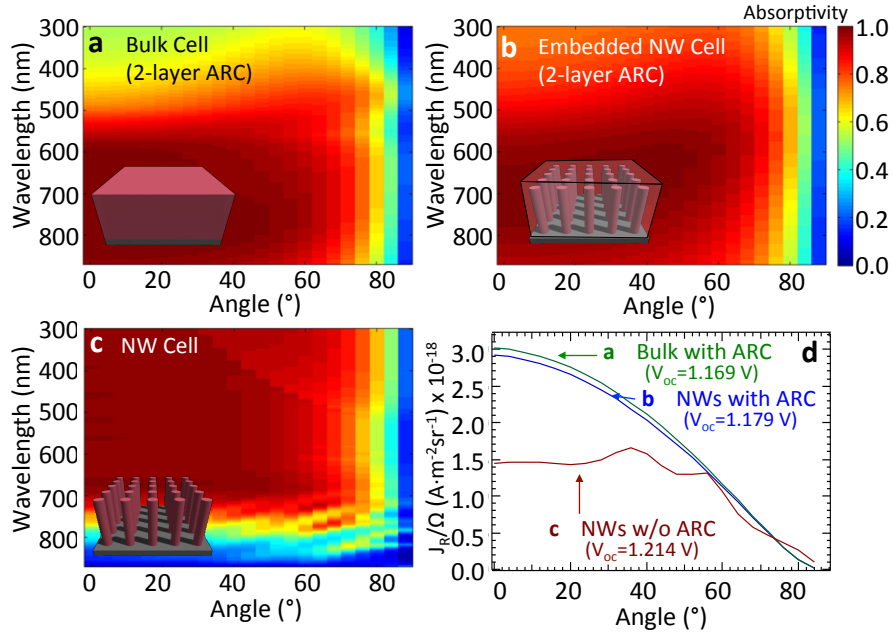 a Bulk Cell
(2-layer ARC)
Wavelength (nm)
300
400
500
600
700
800
0 20 40 60 80
Angle (°)
b Embedded NW Cell
(2-layer ARC)
Wavelength (nm)
300
400
500
600
700
800
0 20 40 60 80
Angle (°)
Absorptivity
1.0
0.8
0.6
0.4
0.2
0.0
c NW Cell
Wavelength (nm)
300
400
500
600
700
800
0 20 40 60 80
Angle (°)
d
J_R/Ω (A·m⁻²sr⁻¹) x 10⁻¹⁸
3.0
2.5
2.0
1.5
1.0
0.5
0.0
a Bulk with ARC
(V_oc=1.169 V)
b NWs with ARC
(V_oc=1.179 V)
c NWs w/o ARC
(V_oc=1.214 V)
0 20 40 60 80
Angle (°)